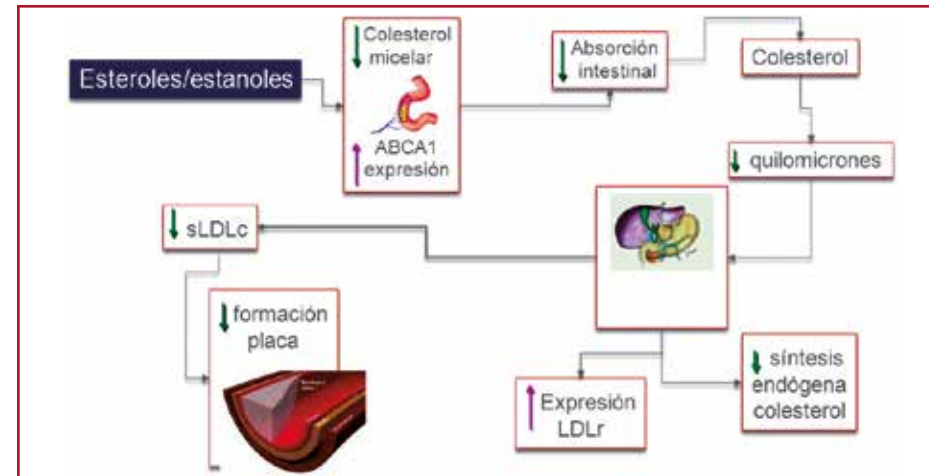 Esteroles/estanoles
Colesterol
micelar
ABCA1
expresión
Absorción
intestinal
Colesterol
quilomicrones
sLDLc
formación
placa
Expresión
LDLr
síntesis
endógena
colesterol